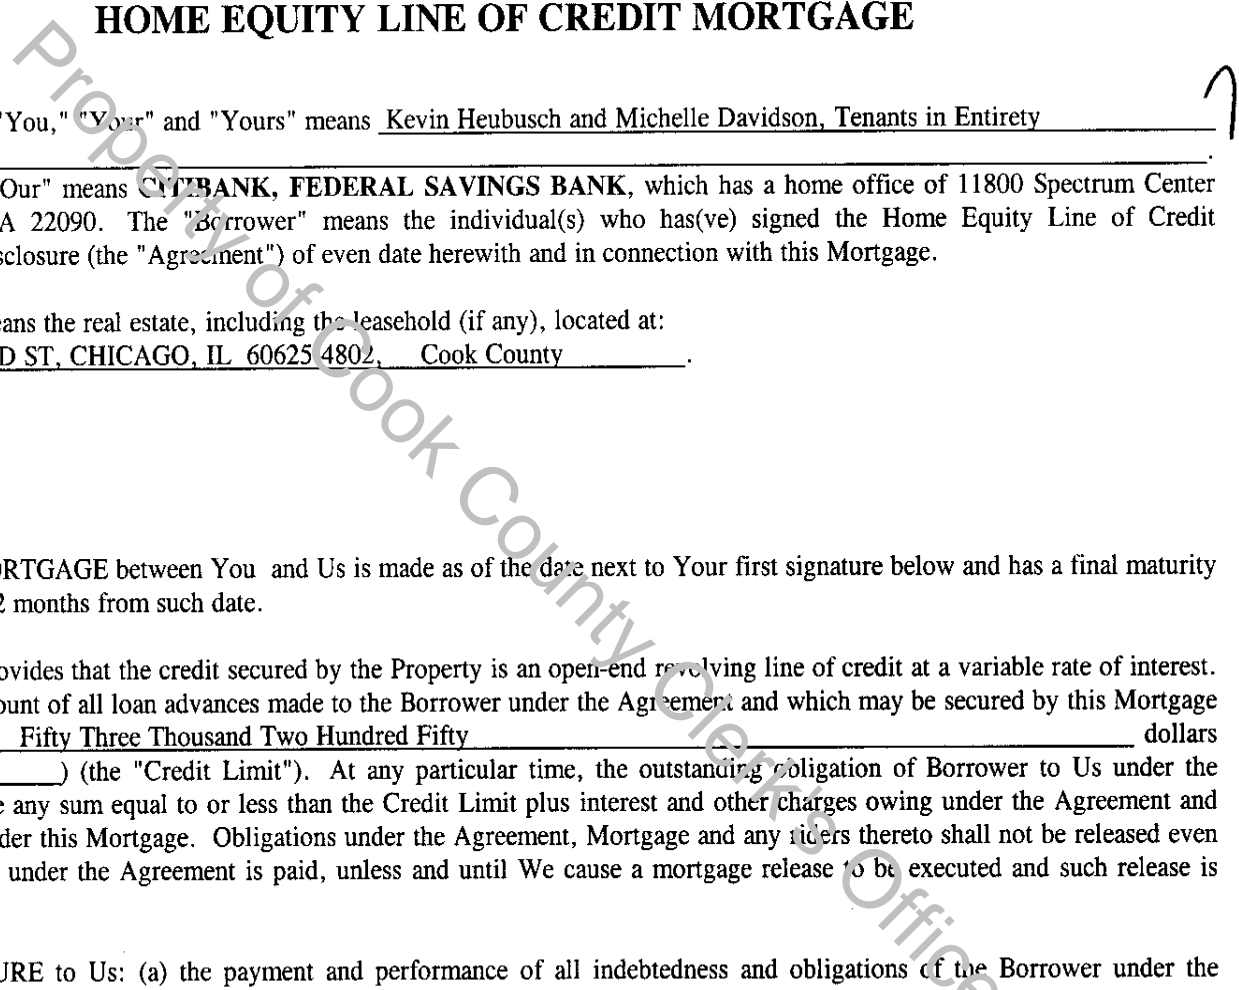 HOME EQUITY LINE OF CREDIT MORTGAGE
"You," "Your" and "Yours" means Kevin Heubusch and Michelle Davidson, Tenants in Entirety
Our" means CITIBANK, FEDERAL SAVINGS BANK, which has a home office of 11800 Spectrum Center
A 22090. The "Borrower" means the individual(s) who has(ve) signed the Home Equity Line of Credit
sclosure (the "Agreement") of even date herewith and in connection with this Mortgage.
eans the real estate, including the leasehold (if any), located at:
D ST, CHICAGO, IL 60625 4802, Cook County .
ORTGAGE between You and Us is made as of the date next to Your first signature below and has a final maturity
2 months from such date.
ovides that the credit secured by the Property is an open-end revolving line of credit at a variable rate of interest.
ount of all loan advances made to the Borrower under the Agreement and which may be secured by this Mortgage
Fifty Three Thousand Two Hundred Fifty dollars
) (the "Credit Limit"). At any particular time, the outstanding obligation of Borrower to Us under the
e any sum equal to or less than the Credit Limit plus interest and other charges owing under the Agreement and
der this Mortgage. Obligations under the Agreement, Mortgage and any riders thereto shall not be released even
under the Agreement is paid, unless and until We cause a mortgage release to be executed and such release is
URE to Us: (a) the payment and performance of all indebtedness and obligations of the Borrower under the
Property of Cook County Clerk's Office